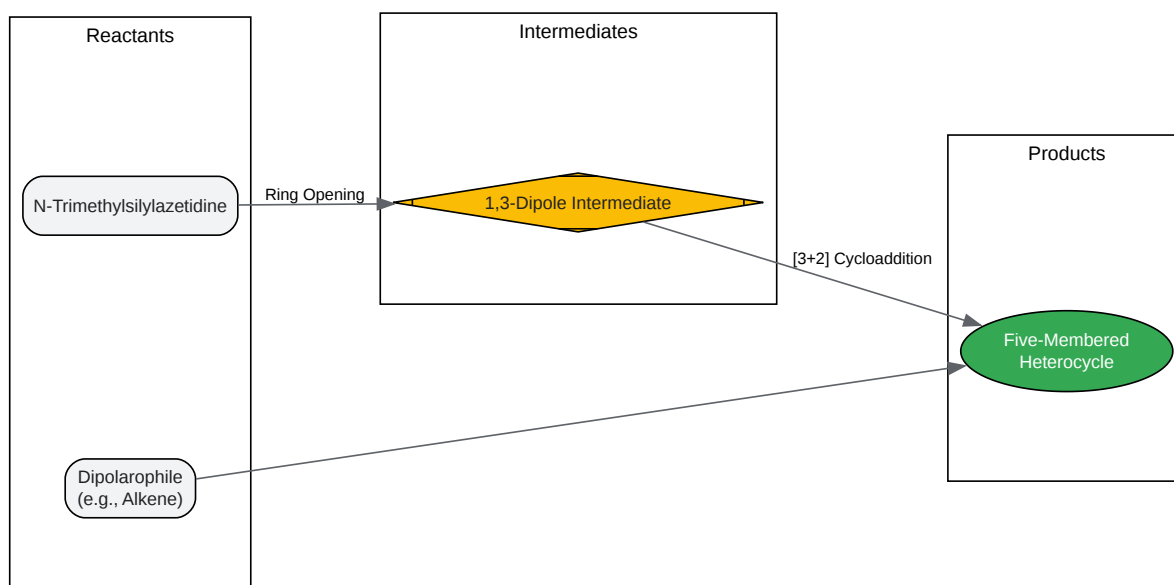 Reactants
Intermediates
Products
N-Trimethylsilylazetidine
Ring Opening
1,3-Dipole Intermediate
[3+2] Cycloaddition
Five-Membered
Heterocycle
Dipolarophile
(e.g., Alkene)